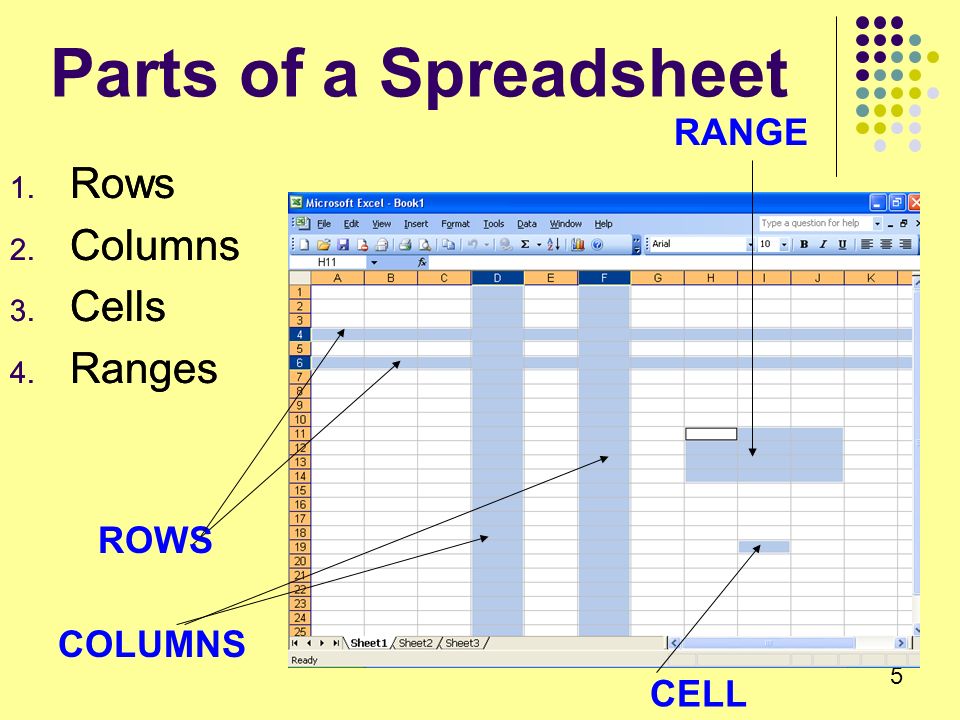 Parts of a Spreadsheet
RANGE
1. Rows
2. Columns
3. Cells
4. Ranges
Microsoft Excel - Book1
File Edit View Insert Format Tools Data Window Help Type a question for help
Arial 10 B I U
H11 fx
A B C D E F G H I J K
1
2
3
4
5
6
7
8
9
10
11
12
13
14
15
16
17
18
19
20
21
22
23
24
25
Sheet1 Sheet2 Sheet3
Ready
ROWS
COLUMNS
CELL
5